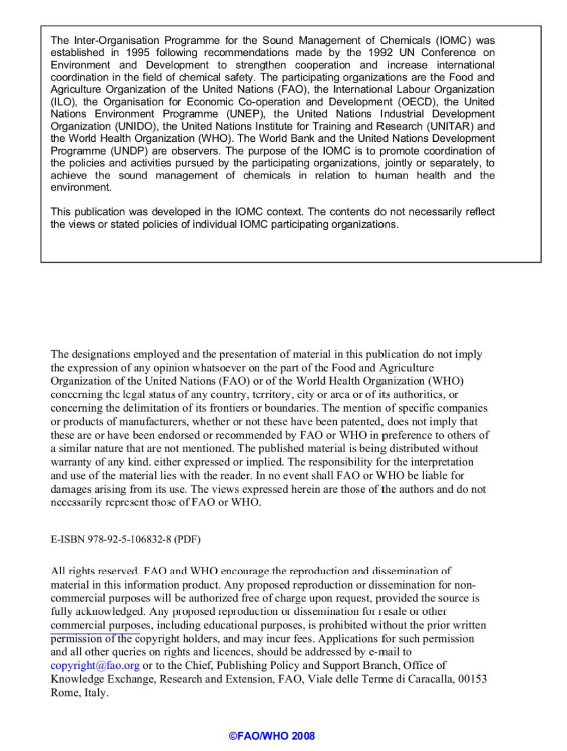 The Inter-Organisation Programme for the Sound Management of Chemicals (IOMC) was
established in 1995 following recommendations made by the 1992 UN Conference on
Environment and Development to strengthen cooperation and increase international
coordination in the field of chemical safety. The participating organizations are the Food and
Agriculture Organization of the United Nations (FAO), the International Labour Organization
(ILO), the Organisation for Economic Co-operation and Development (OECD), the United
Nations Environment Programme (UNEP), the United Nations Industrial Development
Organization (UNIDO), the United Nations Institute for Training and Research (UNITAR) and
the World Health Organization (WHO). The World Bank and the United Nations Development
Programme (UNDP) are observers. The purpose of the IOMC is to promote coordination of
the policies and activities pursued by the participating organizations, jointly or separately, to
achieve the sound management of chemicals in relation to human health and the
environment.
This publication was developed in the IOMC context. The contents do not necessarily reflect
the views or stated policies of individual IOMC participating organizations.
The designations employed and the presentation of material in this publication do not imply
the expression of any opinion whatsoever on the part of the Food and Agriculture
Organization of the United Nations (FAO) or of the World Health Organization (WHO)
concerning the legal status of any country, territory, city or area or of its authorities, or
concerning the delimitation of its frontiers or boundaries. The mention of specific companies
or products of manufacturers, whether or not these have been patented, does not imply that
these are or have been endorsed or recommended by FAO or WHO in preference to others of
a similar nature that are not mentioned. The published material is being distributed without
warranty of any kind. either expressed or implied. The responsibility for the interpretation
and use of the material lies with the reader. In no event shall FAO or WHO be liable for
damages arising from its use. The views expressed herein are those of the authors and do not
necessarily represent those of FAO or WHO.
E-ISBN 978-92-5-106832-8 (PDF)
All rights reserved. FAO and WHO encourage the reproduction and dissemination of
material in this information product. Any proposed reproduction or dissemination for non-
commercial purposes will be authorized free of charge upon request, provided the source is
fully acknowledged. Any proposed reproduction or dissemination for resale or other
commercial purposes, including educational purposes, is prohibited without the prior written
permission of the copyright holders, and may incur fees. Applications for such permission
and all other queries on rights and licences, should be addressed by e-mail to
copyright@fao.org or to the Chief, Publishing Policy and Support Branch, Office of
Knowledge Exchange, Research and Extension, FAO, Viale delle Terme di Caracalla, 00153
Rome, Italy.
©FAO/WHO 2008